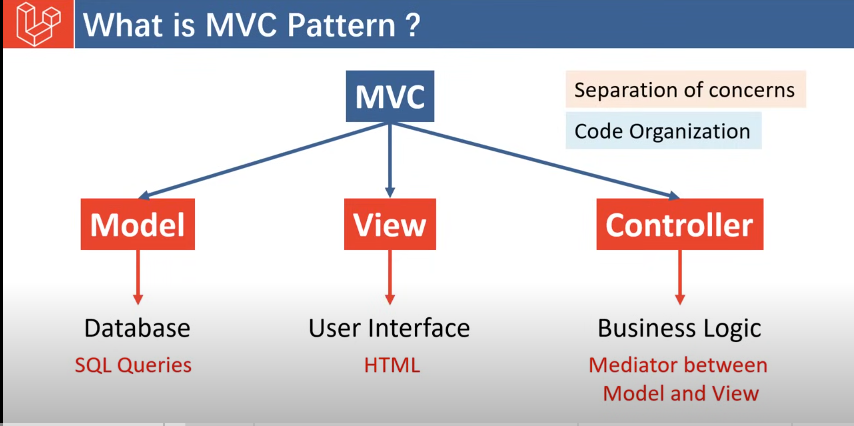 What is MVC Pattern ?
MVC
Separation of concerns
Code Organization
Model
View
Controller
Database
User Interface
Business Logic
SQL Queries
HTML
Mediator between
Model and View